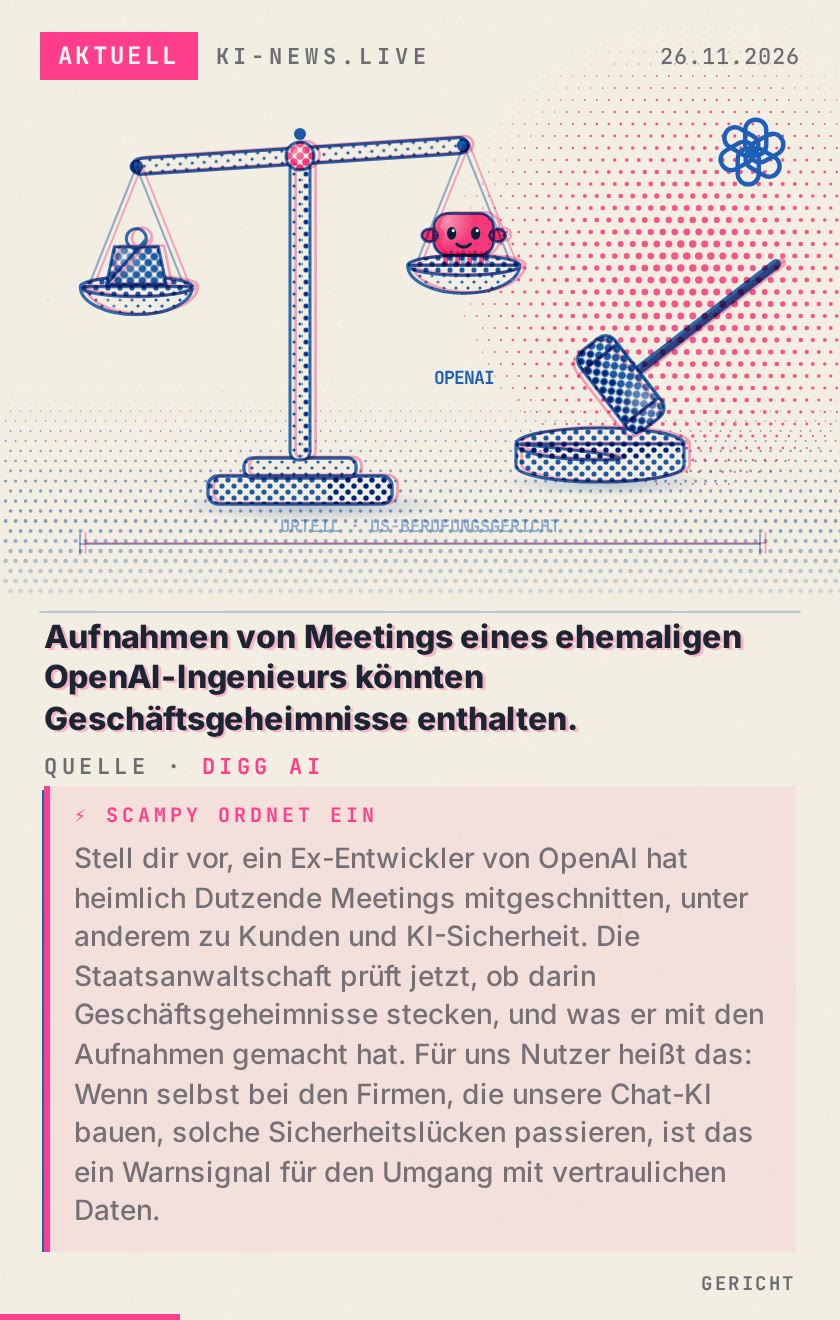 AKTUELL KI-NEWS.LIVE 26.11.2026
OPENAI
URTEIL · US-BERUFUNGSGERICHT
Aufnahmen von Meetings eines ehemaligen
OpenAI-Ingenieurs könnten
Geschäftsgeheimnisse enthalten.
QUELLE · DIGG AI
⚡ SCAMPY ORDNET EIN
Stell dir vor, ein Ex-Entwickler von OpenAI hat
heimlich Dutzende Meetings mitgeschnitten, unter
anderem zu Kunden und KI-Sicherheit. Die
Staatsanwaltschaft prüft jetzt, ob darin
Geschäftsgeheimnisse stecken, und was er mit den
Aufnahmen gemacht hat. Für uns Nutzer heißt das:
Wenn selbst bei den Firmen, die unsere Chat-KI
bauen, solche Sicherheitslücken passieren, ist das
ein Warnsignal für den Umgang mit vertraulichen
Daten.
GERICHT